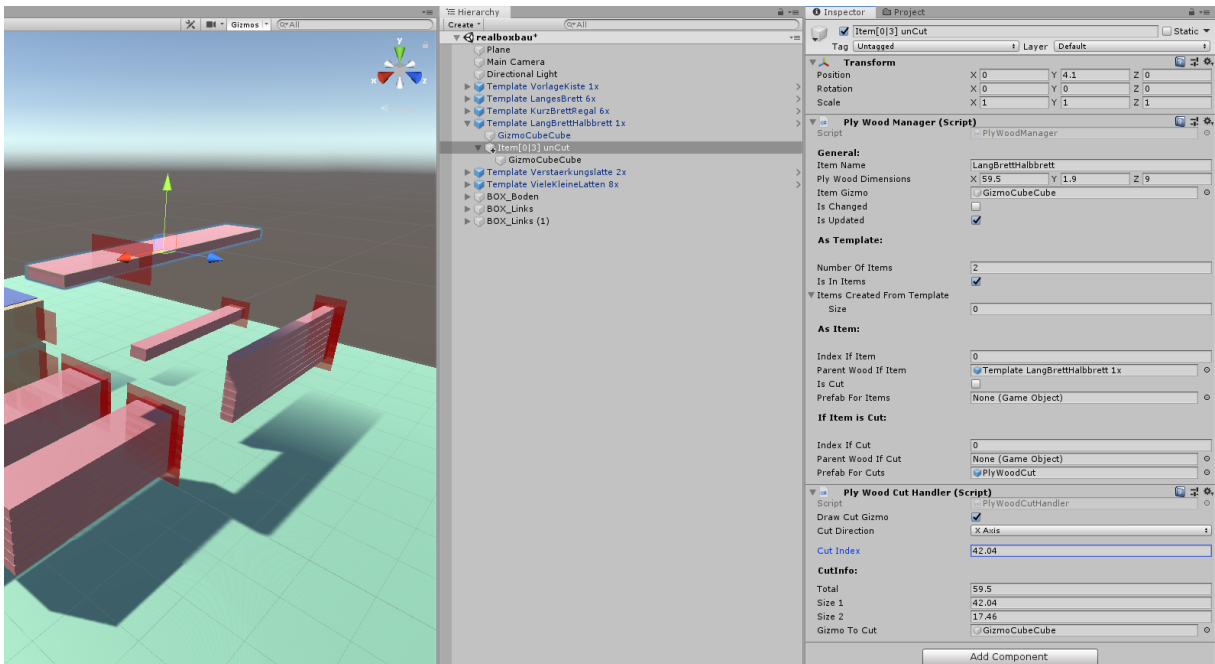 Gizmos
All
y
x
z
Hierarchy
Create
All
realboxbau*
Plane
Main Camera
Directional Light
Template VorlageKiste 1x
Template LangesBrett 6x
Template KurzBrettRegal 6x
Template LangBrettHalbbrett 1x
GizmoCubeCube
Item[0|3] unCut
GizmoCubeCube
Template Verstaerkungslatte 2x
Template VieleKleineLatten 8x
BOX_Boden
BOX_Links
BOX_Links (1)
Inspector Project
Item[0|3] unCut Static
Tag Untagged Layer Default
Transform
Position X 0 Y 4.1 Z 0
Rotation X 0 Y 0 Z 0
Scale X 1 Y 1 Z 1
Ply Wood Manager (Script)
Script PlyWoodManager
General:
Item Name LangBrettHalbbrett
Ply Wood Dimensions X 59.5 Y 1.9 Z 9
Item Gizmo GizmoCubeCube
Is Changed
Is Updated
As Template:
Number Of Items 2
Is In Items
Items Created From Template
Size 0
As Item:
Index If Item 0
Parent Wood If Item Template LangBrettHalbbrett 1x
Is Cut
Prefab For Items None (Game Object)
If Item is Cut:
Index If Cut 0
Parent Wood If Cut None (Game Object)
Prefab For Cuts PlyWoodCut
Ply Wood Cut Handler (Script)
Script PlyWoodCutHandler
Draw Cut Gizmo
Cut Direction X Axis
Cut Index 42.04
CutInfo:
Total 59.5
Size 1 42.04
Size 2 17.46
Gizmo To Cut GizmoCubeCube
Add Component